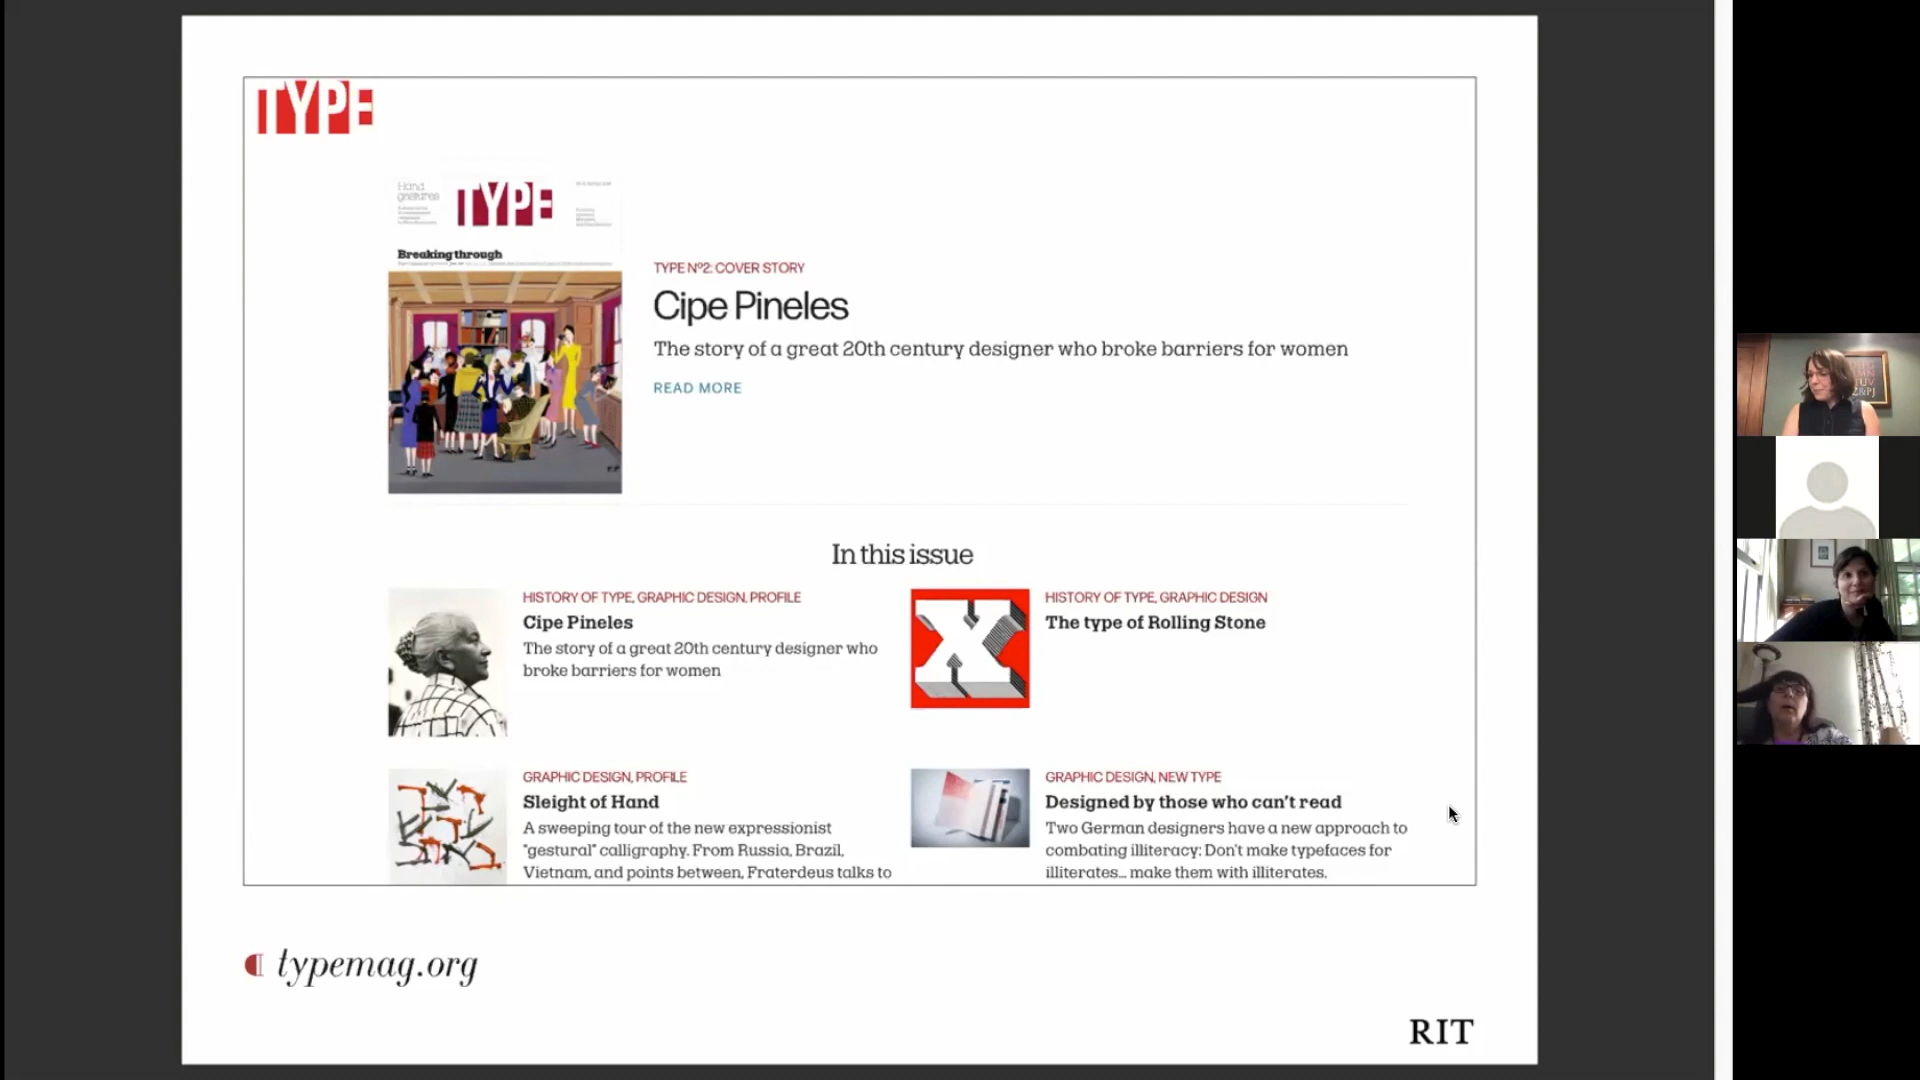 TYPE
Hand
gestures
TYPE
Breaking through
TYPE Nº2: COVER STORY
Cipe Pineles
The story of a great 20th century designer who broke barriers for women
READ MORE
In this issue
HISTORY OF TYPE, GRAPHIC DESIGN, PROFILE
Cipe Pineles
The story of a great 20th century designer who
broke barriers for women
HISTORY OF TYPE, GRAPHIC DESIGN
The type of Rolling Stone
X
GRAPHIC DESIGN, PROFILE
Sleight of Hand
A sweeping tour of the new expressionist
"gestural" calligraphy. From Russia, Brazil,
Vietnam, and points between, Fraterdeus talks to
GRAPHIC DESIGN, NEW TYPE
Designed by those who can't read
Two German designers have a new approach to
combating illiteracy: Don't make typefaces for
illiterates... make them with illiterates.
¶ typemag.org
RIT